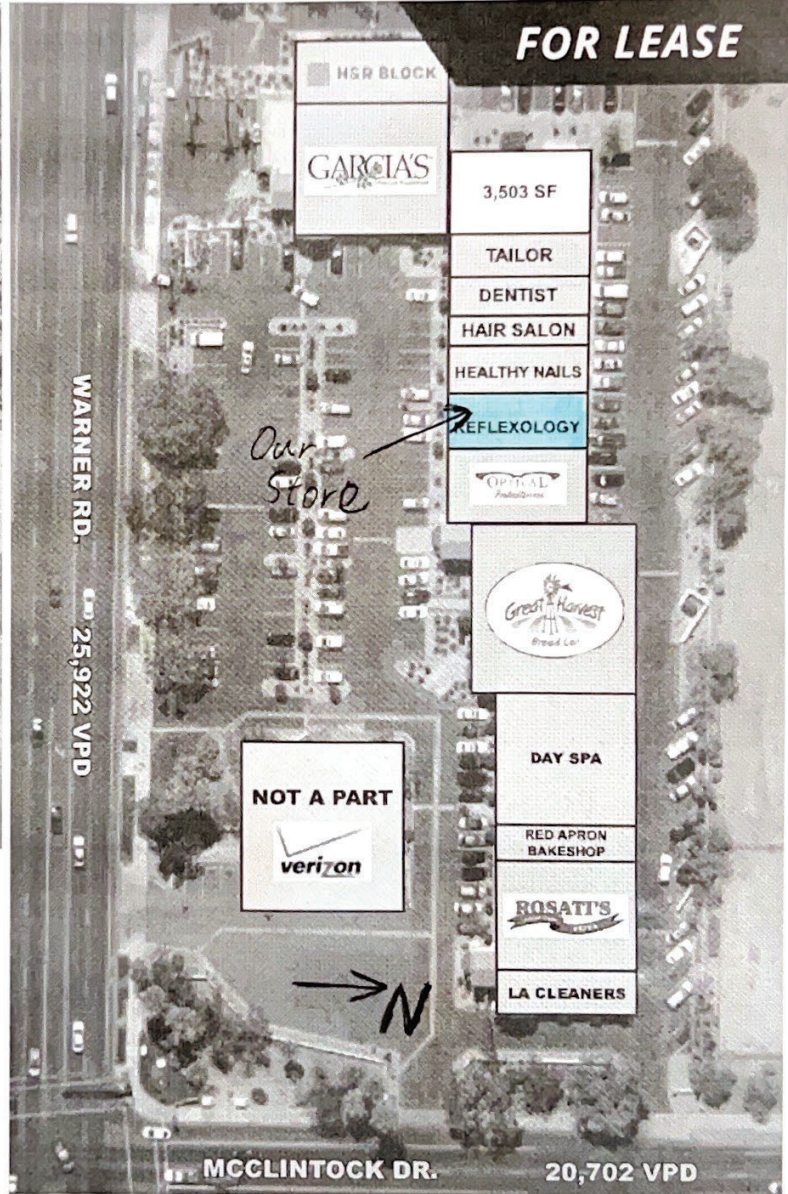 FOR LEASE
H&R BLOCK
GARCIA'S
3,503 SF
TAILOR
DENTIST
HAIR SALON
HEALTHY NAILS
REFLEXOLOGY
Our
Store
OPTICAL
Great Harvest
Bread Co.
WARNER RD.
25,922 VPD
DAY SPA
NOT A PART
verizon
RED APRON
BAKESHOP
ROSATI'S
LA CLEANERS
N
MCCLINTOCK DR.
20,702 VPD